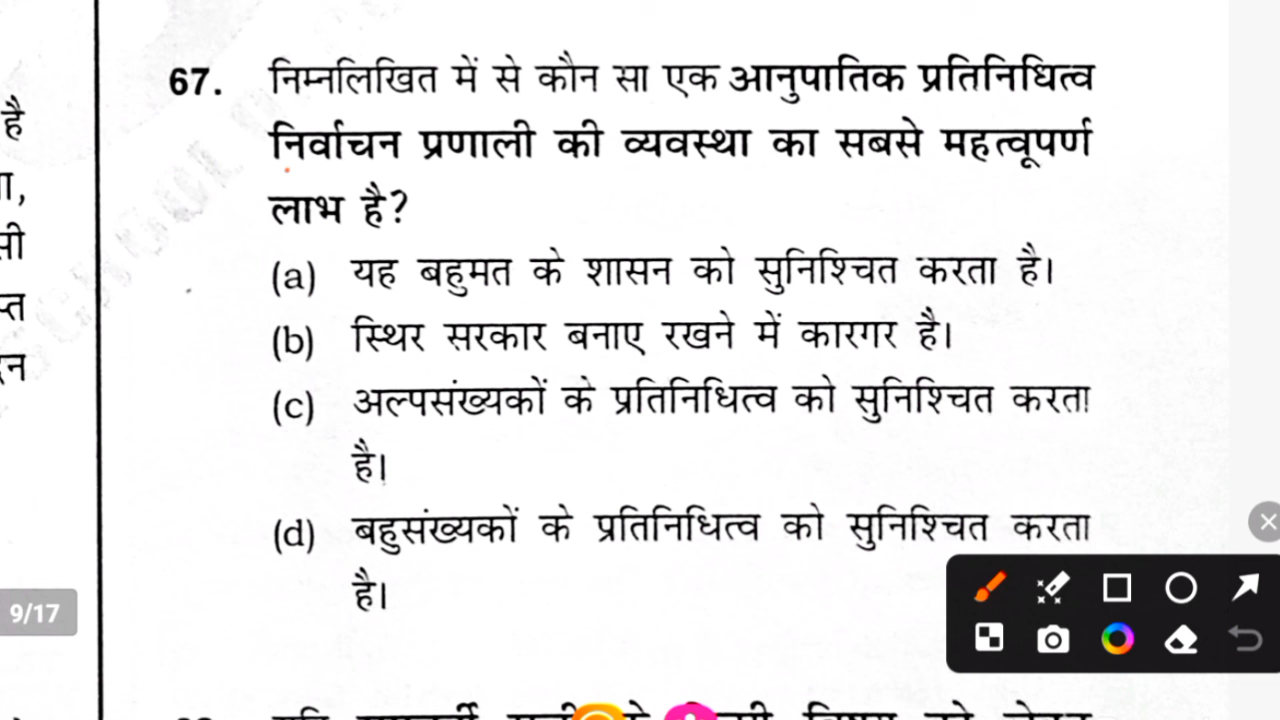 है
ा,
सी
प्त
67. निम्नलिखित में से कौन सा एक आनुपातिक प्रतिनिधित्व
निर्वाचन प्रणाली की व्यवस्था का सबसे महत्वपूर्ण
लाभ है?
(a) यह बहुमत के शासन को सुनिश्चित करता है।
(b) स्थिर सरकार बनाए रखने में कारगर है।
(c) अल्पसंख्यकों के प्रतिनिधित्व को सुनिश्चित करता
है।
(d) बहुसंख्यकों के प्रतिनिधित्व को सुनिश्चित करता
है।
9/17